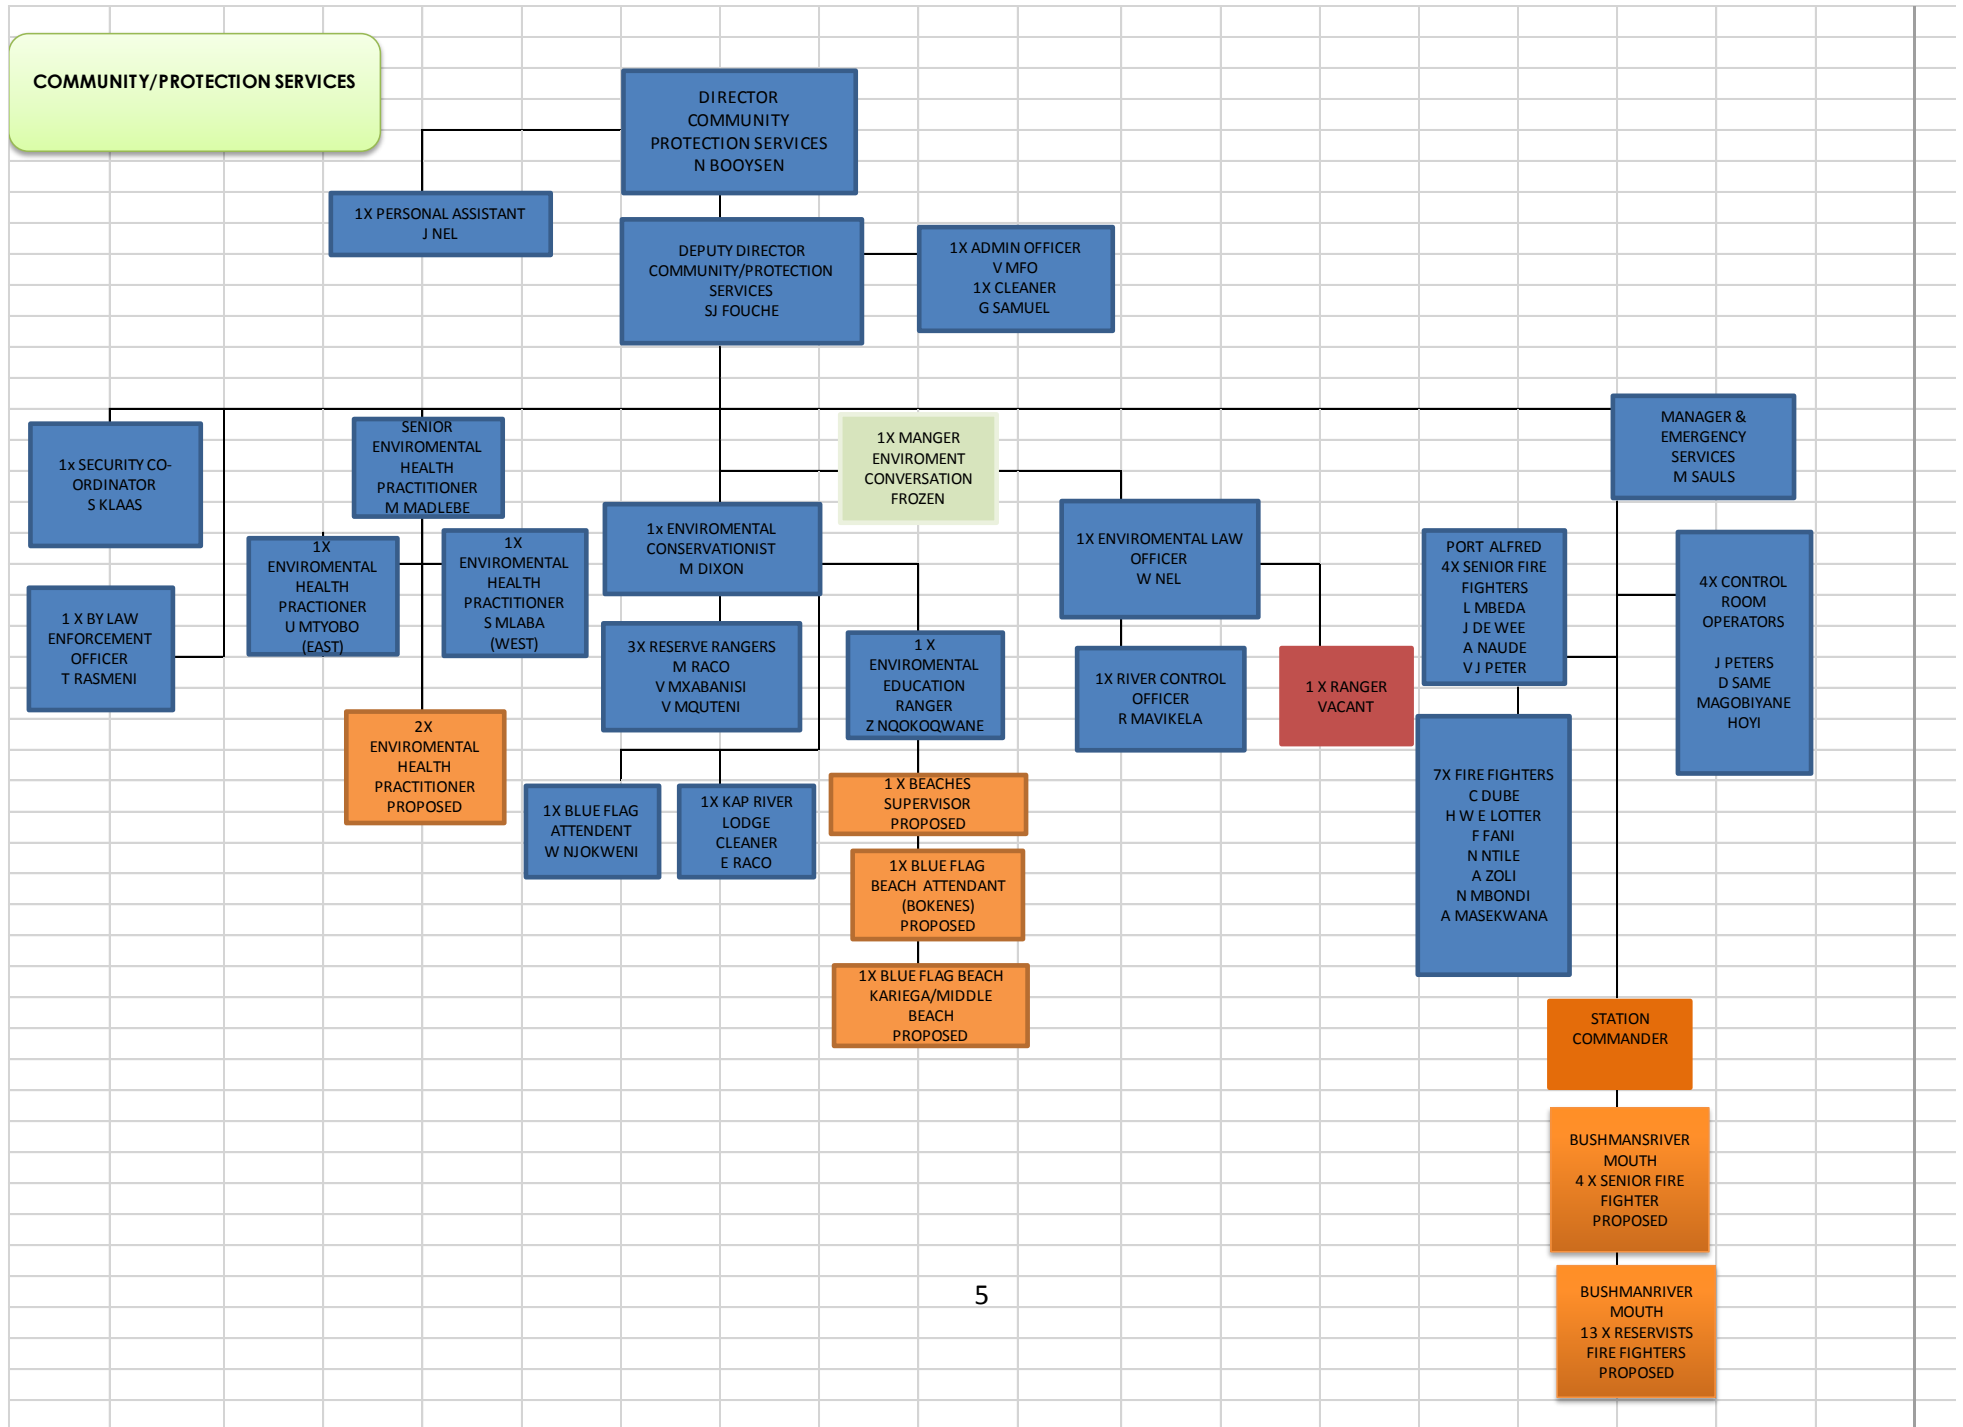 COMMUNITY/PROTECTION SERVICES
DIRECTOR
COMMUNITY
PROTECTION SERVICES
N BOOYSEN
1X PERSONAL ASSISTANT
J NEL
DEPUTY DIRECTOR
COMMUNITY/PROTECTION
SERVICES
SJ FOUCHE
1X ADMIN OFFICER
V MFO
1X CLEANER
G SAMUEL
1x SECURITY CO-
ORDINATOR
S KLAAS
SENIOR
ENVIROMENTAL
HEALTH
PRACTITIONER
M MADLEBE
1X MANGER
ENVIROMENT
CONVERSATION
FROZEN
MANAGER &
EMERGENCY
SERVICES
M SAULS
1 X BY LAW
ENFORCEMENT
OFFICER
T RASMENI
1X
ENVIROMENTAL
HEALTH
PRACTIONER
U MTYOBO
(EAST)
1X
ENVIROMENTAL
HEALTH
PRACTITIONER
S MLABA
(WEST)
2X
ENVIROMENTAL
HEALTH
PRACTITIONER
PROPOSED
1x ENVIROMENTAL
CONSERVATIONIST
M DIXON
3X RESERVE RANGERS
M RACO
V MXABANISI
V MQUTENI
1X BLUE FLAG
ATTENDENT
W NJOKWENI
1X KAP RIVER
LODGE
CLEANER
E RACO
1 X
ENVIROMENTAL
EDUCATION
RANGER
Z NQOKOQWANE
1 X BEACHES
SUPERVISOR
PROPOSED
1X BLUE FLAG
BEACH ATTENDANT
(BOKENES)
PROPOSED
1X BLUE FLAG BEACH
KARIEGA/MIDDLE
BEACH
PROPOSED
1X ENVIROMENTAL LAW
OFFICER
W NEL
1X RIVER CONTROL
OFFICER
R MAVIKELA
1 X RANGER
VACANT
PORT ALFRED
4X SENIOR FIRE
FIGHTERS
L MBEDA
J DE WEE
A NAUDE
V J PETER
4X CONTROL
ROOM
OPERATORS
J PETERS
D SAME
MAGOBIYANE
HOYI
7X FIRE FIGHTERS
C DUBE
H W E LOTTER
F FANI
N NTILE
A ZOLI
N MBONDI
A MASEKWANA
STATION
COMMANDER
BUSHMANSRIVER
MOUTH
4 X SENIOR FIRE
FIGHTER
PROPOSED
BUSHMANRIVER
MOUTH
13 X RESERVISTS
FIRE FIGHTERS
PROPOSED
5